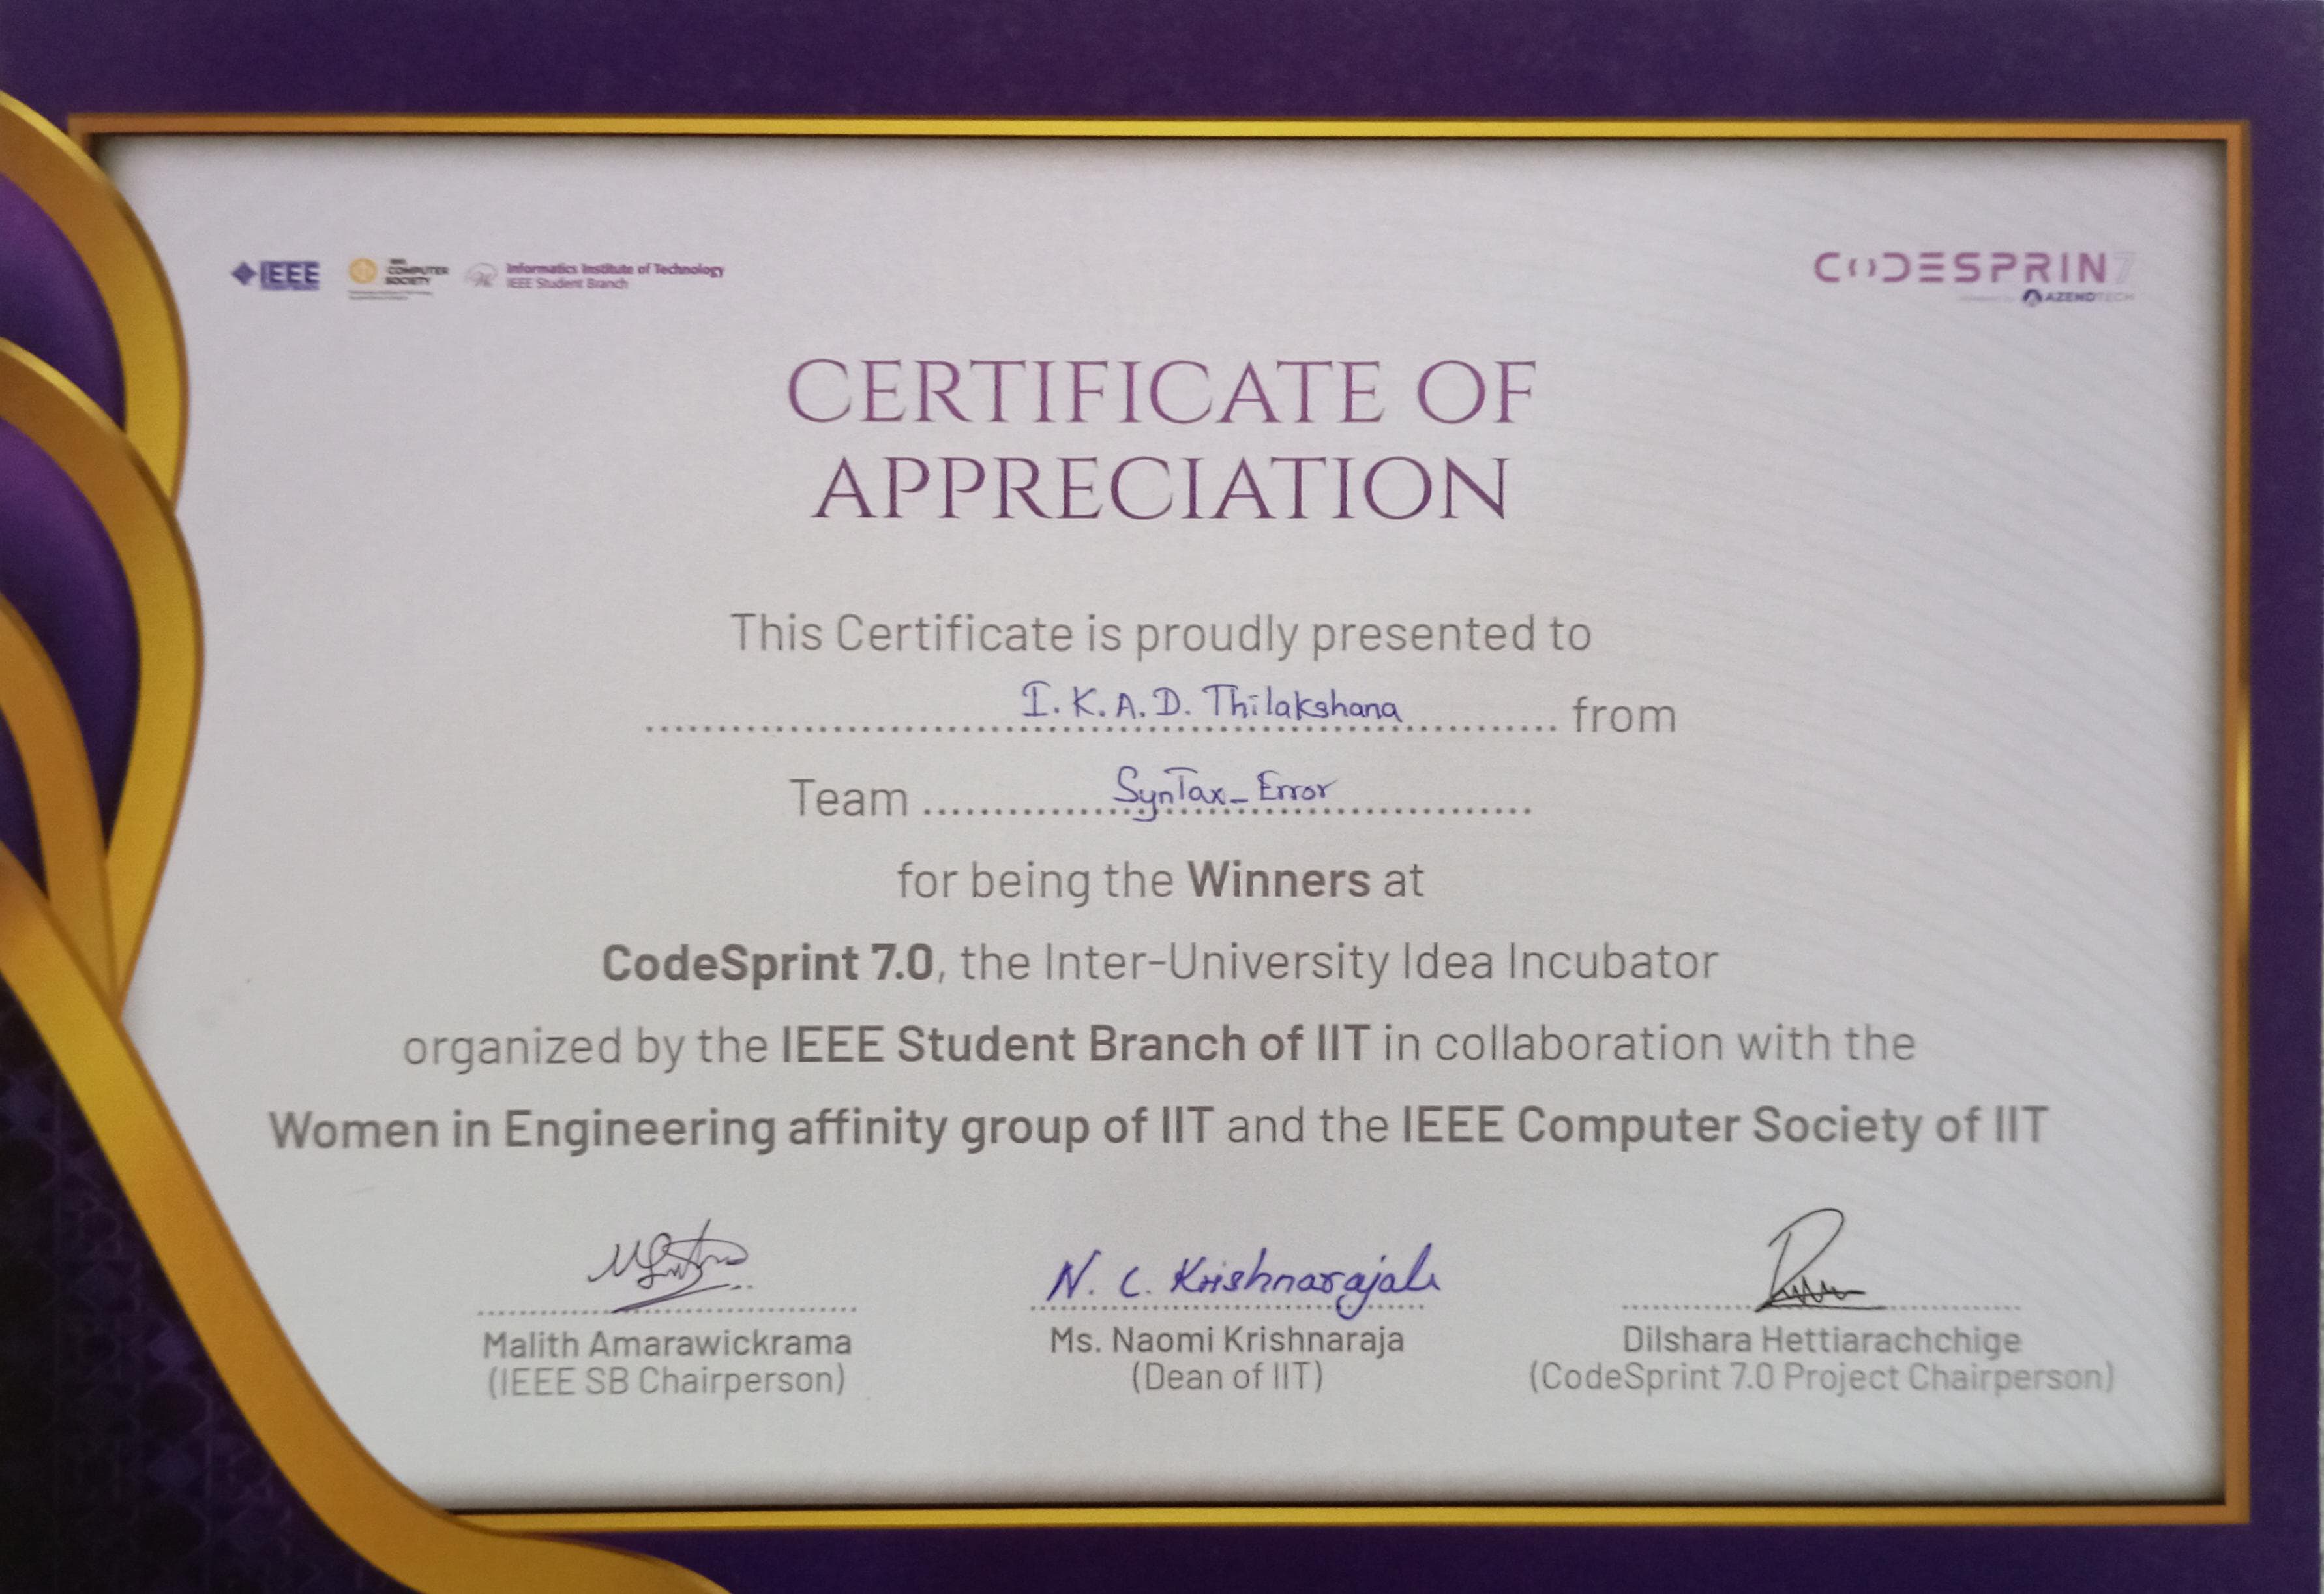 IEEE
IEEE COMPUTER SOCIETY
Informatics Institute of Technology
IEEE Student Branch
CODESPRIN7
AZENDTECH
CERTIFICATE OF
APPRECIATION
This Certificate is proudly presented to
I.K.A.D. Thilakshana from
Team SynTax_Error
for being the Winners at
CodeSprint 7.0, the Inter-University Idea Incubator
organized by the IEEE Student Branch of IIT in collaboration with the
Women in Engineering affinity group of IIT and the IEEE Computer Society of IIT
N. C. Krishnarajah
Malith Amarawickrama
(IEEE SB Chairperson)
Ms. Naomi Krishnaraja
(Dean of IIT)
Dilshara Hettiarachchige
(CodeSprint 7.0 Project Chairperson)